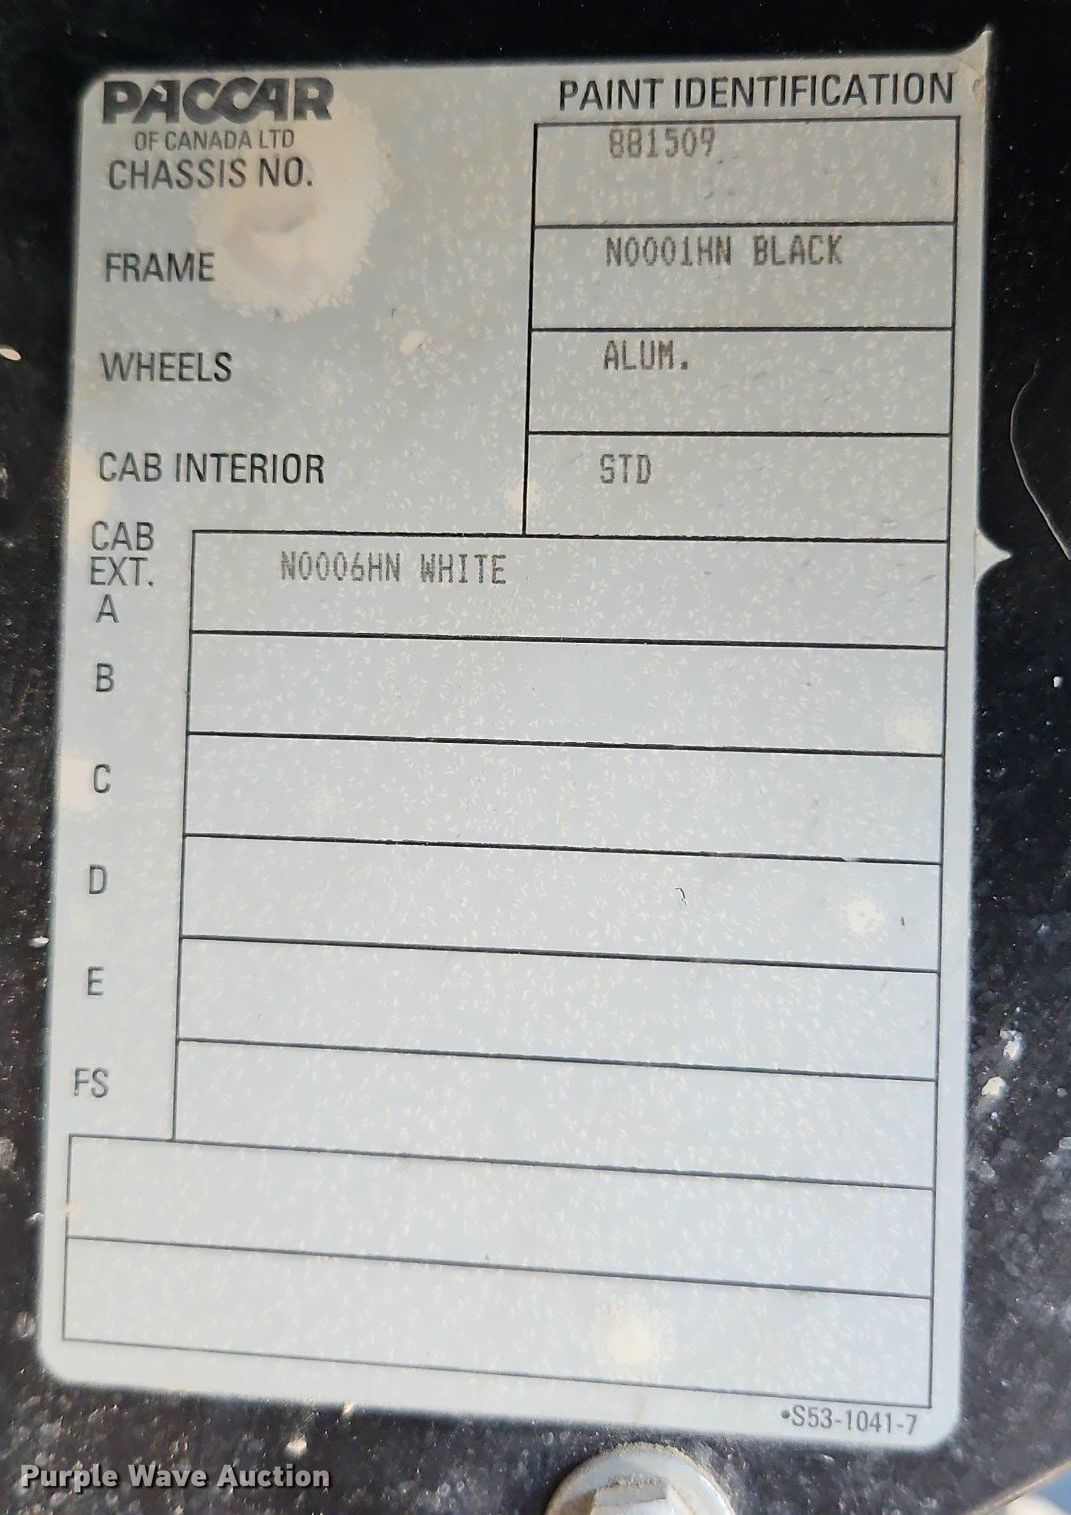 PACCAR
OF CANADA LTD
PAINT IDENTIFICATION
CHASSIS NO. 881509
FRAME N0001HN BLACK
WHEELS ALUM.
CAB INTERIOR STD
CAB
EXT.
A N0006HN WHITE
B
C
D
E
FS
•S53-1041-7
Purple Wave Auction